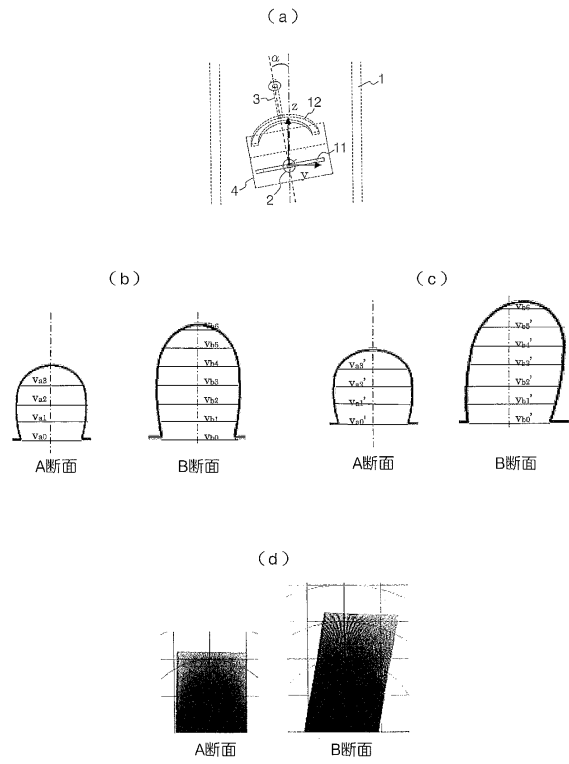 (a)
α
3
z
12
1
11
4
y
2
(b)
(c)
va3
va2
va1
va0
A断面
vb6
vb5
vb4
vb3
vb2
vb1
vb0
B断面
va3'
va2'
va1'
va0'
A断面
vb6'
vb5'
vb4'
vb3'
vb2'
vb1'
vb0'
B断面
(d)
A断面
B断面